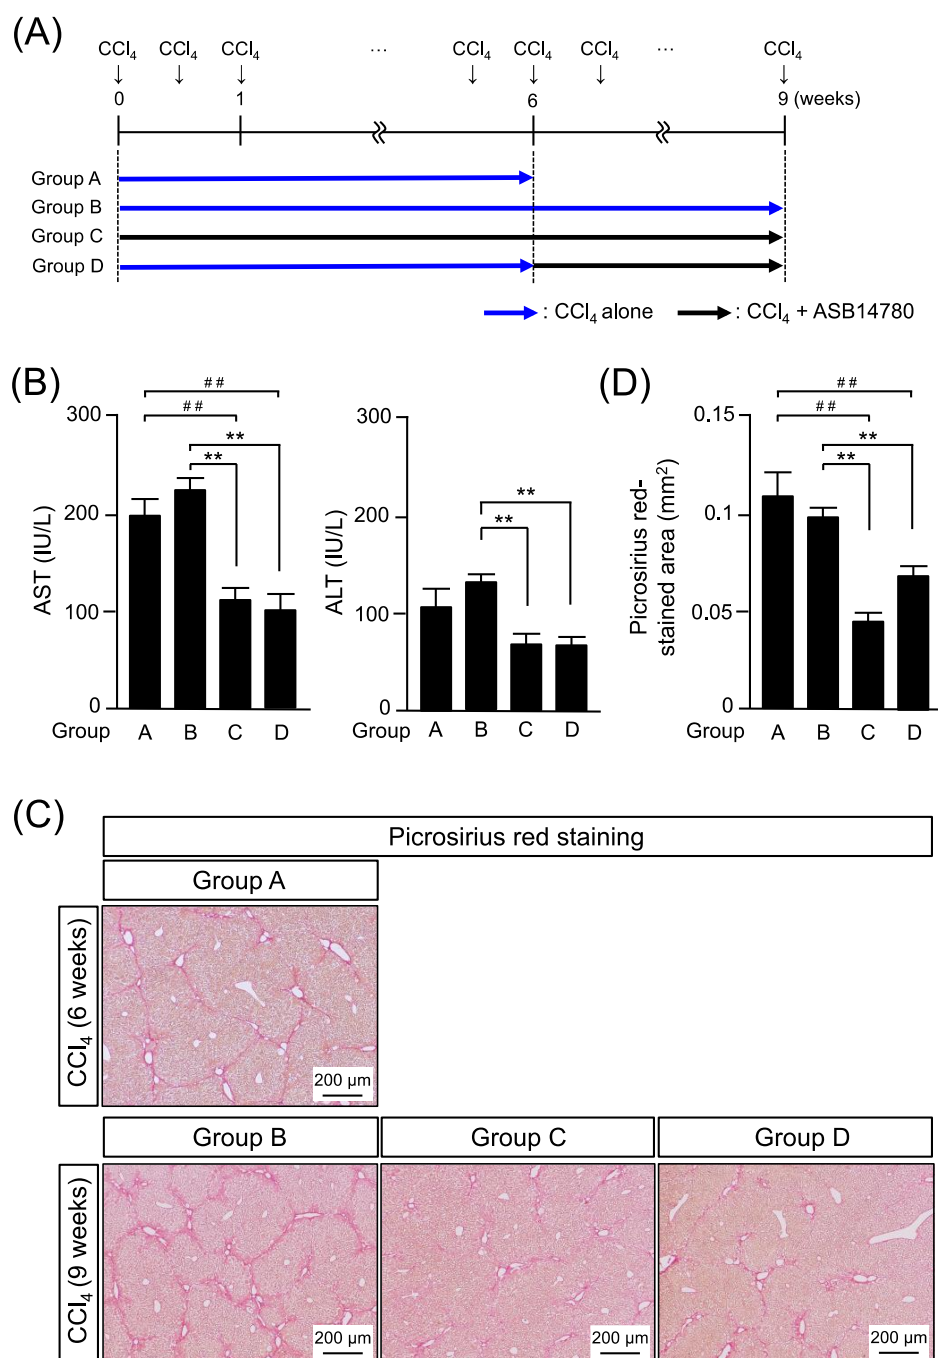 (A)
CCl₄ CCl₄ CCl₄ ... CCl₄ CCl₄ CCl₄ ... CCl₄
0 1 6 9 (weeks)
Group A
Group B
Group C
Group D
: CCl₄ alone : CCl₄ + ASB14780
(B)
##
##
**
**
300
200
100
0
AST (IU/L)
Group A B C D
**
**
300
200
100
0
ALT (IU/L)
Group A B C D
(D)
##
##
**
**
0.15
0.1
0.05
0
Picrosirius red-
stained area (mm²)
Group A B C D
(C)
Picrosirius red staining
Group A
CCl₄ (6 weeks)
200 µm
Group B Group C Group D
CCl₄ (9 weeks)
200 µm 200 µm 200 µm